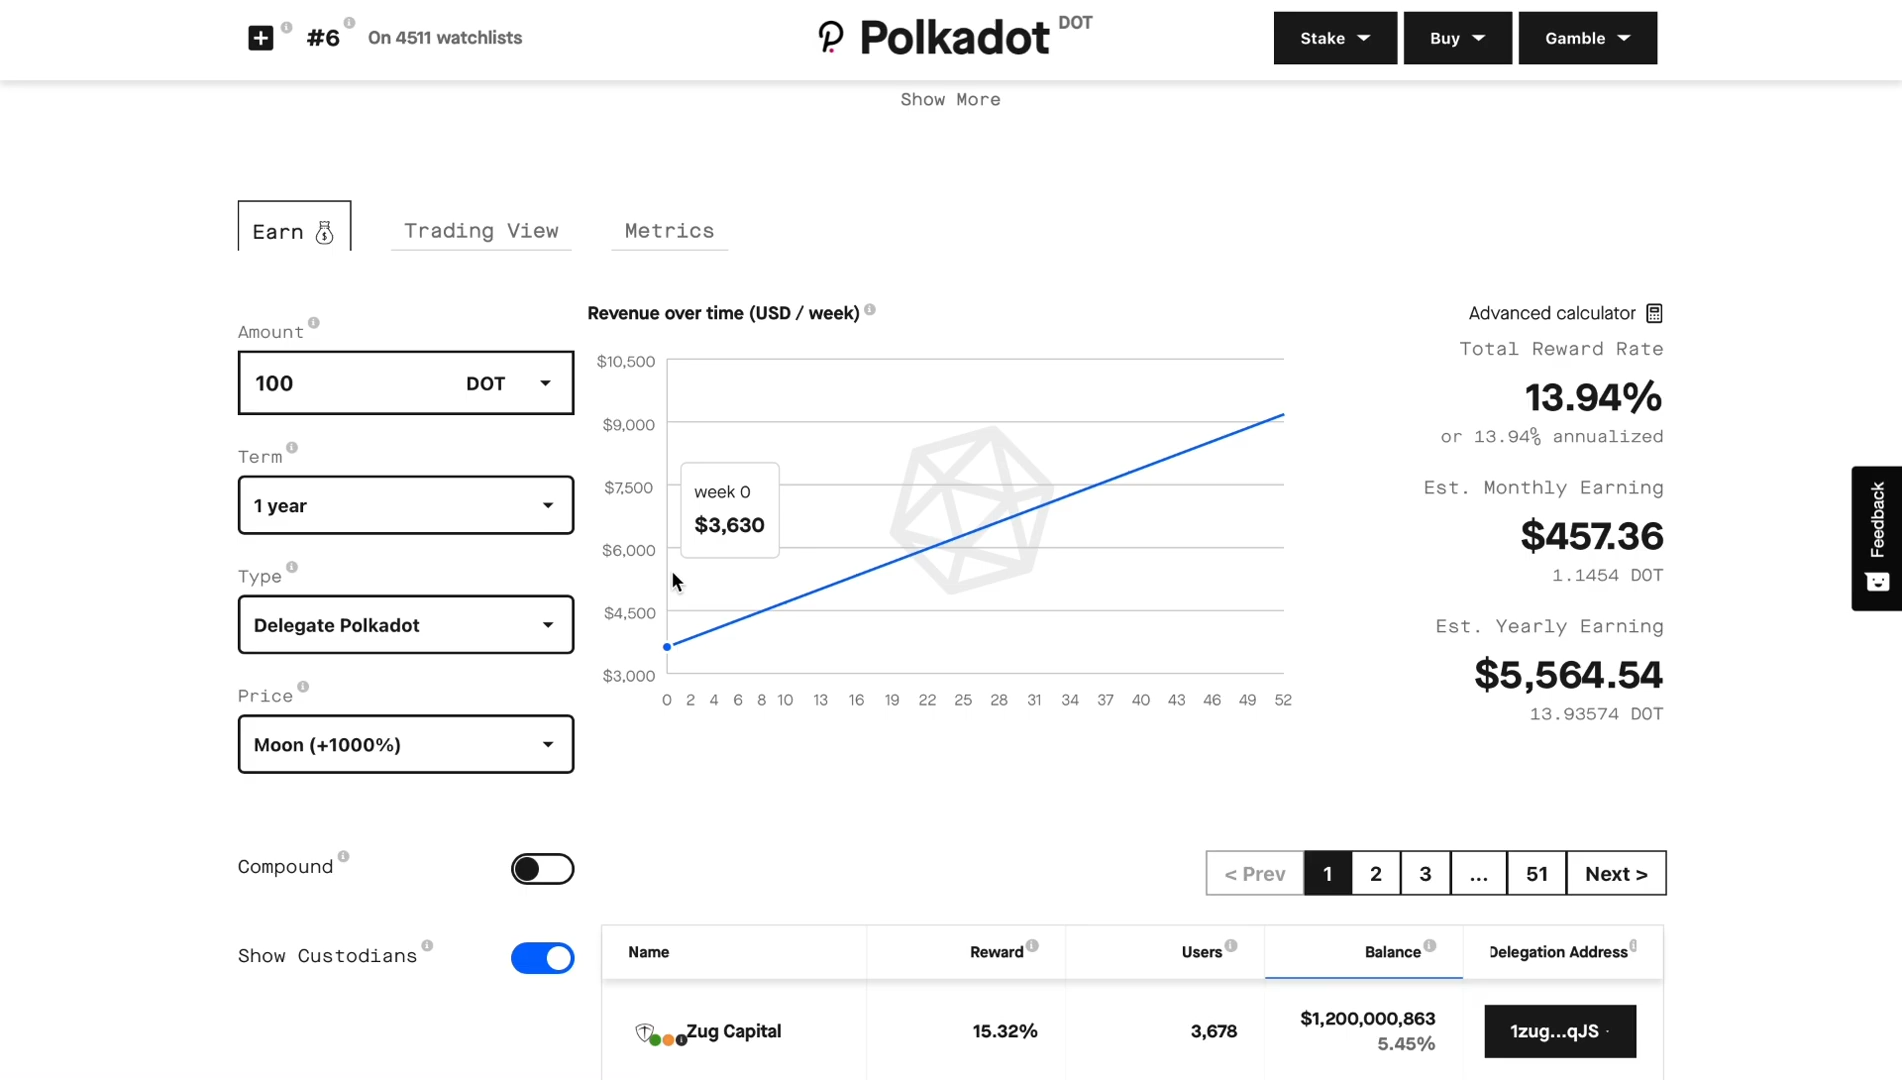 #6
On 4511 watchlists
Polkadot DOT
Stake
Buy
Gamble
Show More
Earn
Trading View
Metrics
Amount
100 DOT
Term
1 year
Type
Delegate Polkadot
Price
Moon (+1000%)
Compound
Show Custodians
Revenue over time (USD / week)
$10,500
$9,000
$7,500
$6,000
$4,500
$3,000
week 0
$3,630
0 2 4 6 8 10 13 16 19 22 25 28 31 34 37 40 43 46 49 52
Advanced calculator
Total Reward Rate
13.94%
or 13.94% annualized
Est. Monthly Earning
$457.36
1.1454 DOT
Est. Yearly Earning
$5,564.54
13.93574 DOT
Feedback
< Prev 1 2 3 ... 51 Next >
Name Reward Users Balance Delegation Address
Zug Capital 15.32% 3,678 $1,200,000,863 1zug...qJS
5.45%